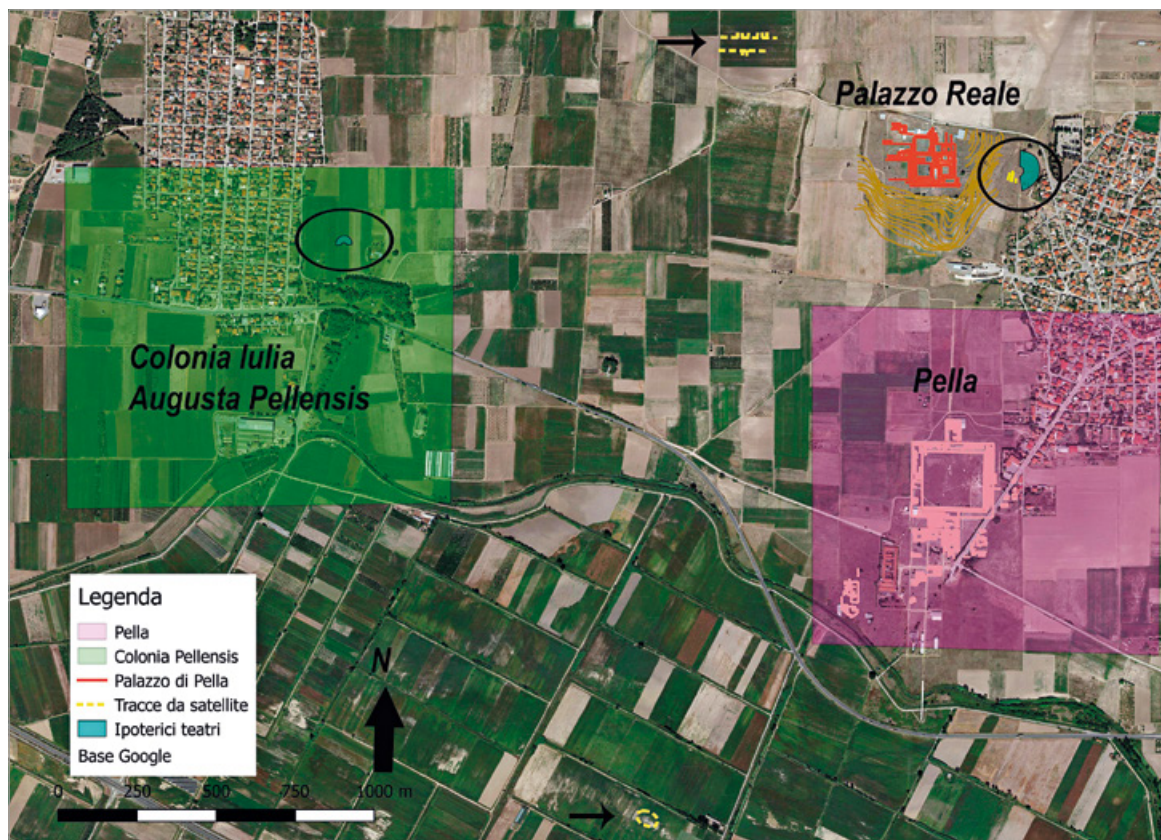 Palazzo Reale
Colonia Iulia
Augusta Pellensis
Pella
Legenda
Pella
Colonia Pellensis
Palazzo di Pella
Tracce da satellite
Ipoterici teatri
Base Google
N
0 250 500 750 1000 m